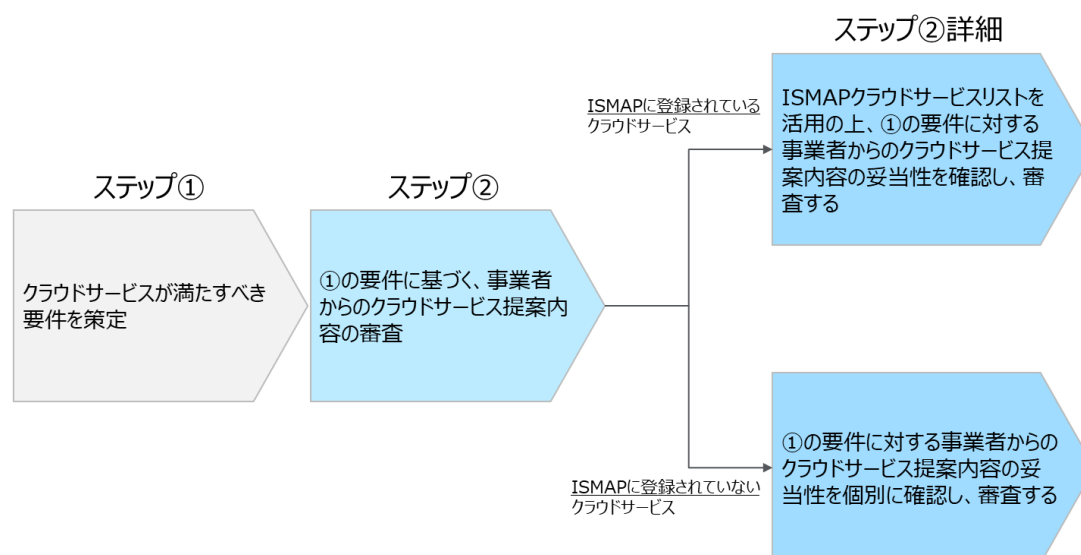 ステップ②詳細
ISMAPに登録されている
クラウドサービス
ISMAPクラウドサービスリストを
活用の上、①の要件に対する
事業者からのクラウドサービス提
案内容の妥当性を確認し、審
査する
ステップ①
クラウドサービスが満たすべき
要件を策定
ステップ②
①の要件に基づく、事業者
からのクラウドサービス提案内
容の審査
ISMAPに登録されていない
クラウドサービス
①の要件に対する事業者からの
クラウドサービス提案内容の妥
当性を個別に確認し、審査する